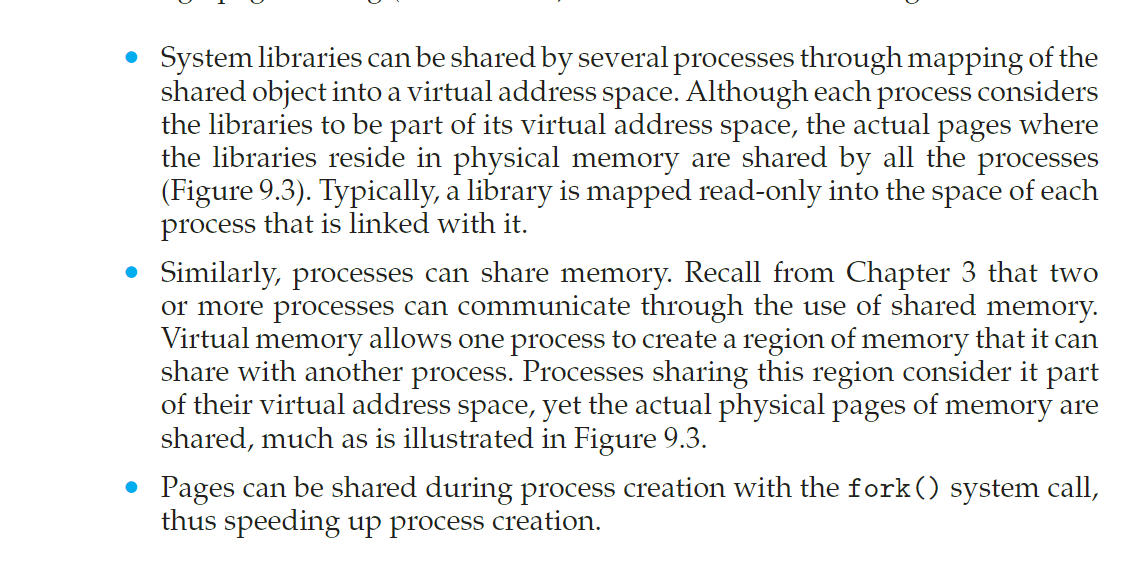 • System libraries can be shared by several processes through mapping of the
shared object into a virtual address space. Although each process considers
the libraries to be part of its virtual address space, the actual pages where
the libraries reside in physical memory are shared by all the processes
(Figure 9.3). Typically, a library is mapped read-only into the space of each
process that is linked with it.
• Similarly, processes can share memory. Recall from Chapter 3 that two
or more processes can communicate through the use of shared memory.
Virtual memory allows one process to create a region of memory that it can
share with another process. Processes sharing this region consider it part
of their virtual address space, yet the actual physical pages of memory are
shared, much as is illustrated in Figure 9.3.
• Pages can be shared during process creation with the fork() system call,
thus speeding up process creation.